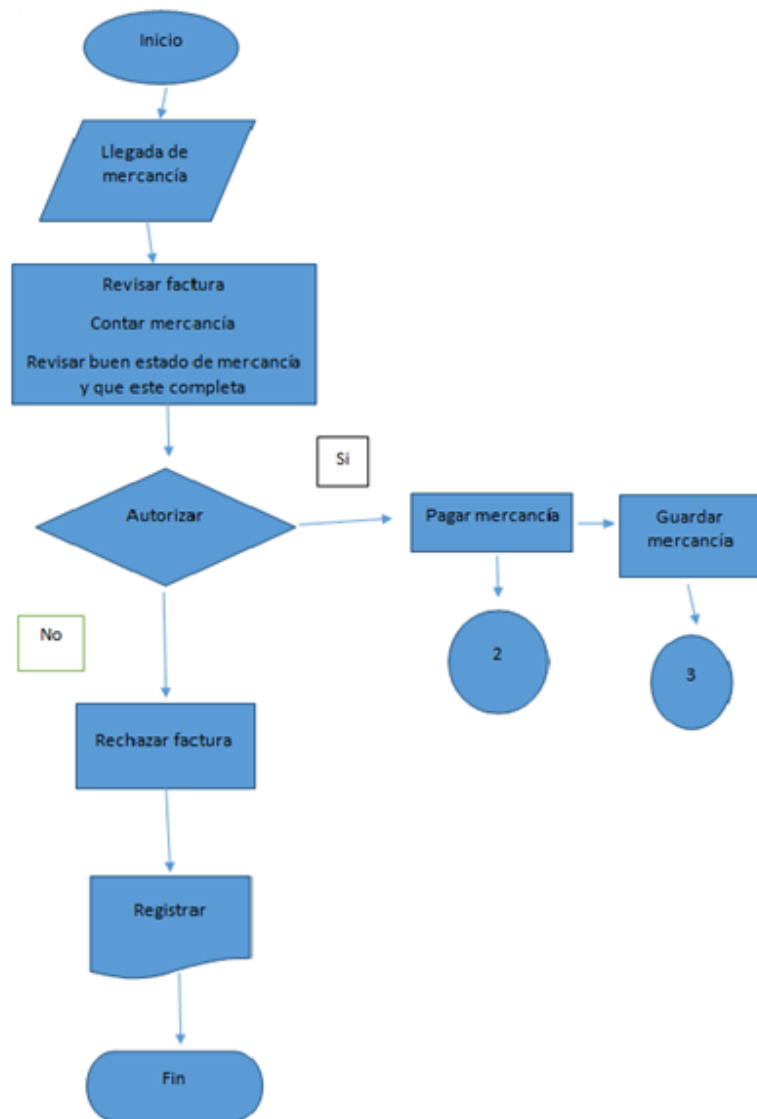 Inicio
Llegada de
mercancía
Revisar factura
Contar mercancía
Revisar buen estado de mercancía
y que este completa
Si
Autorizar
Pagar mercancía
Guardar
mercancía
No
2
3
Rechazar factura
Registrar
Fin